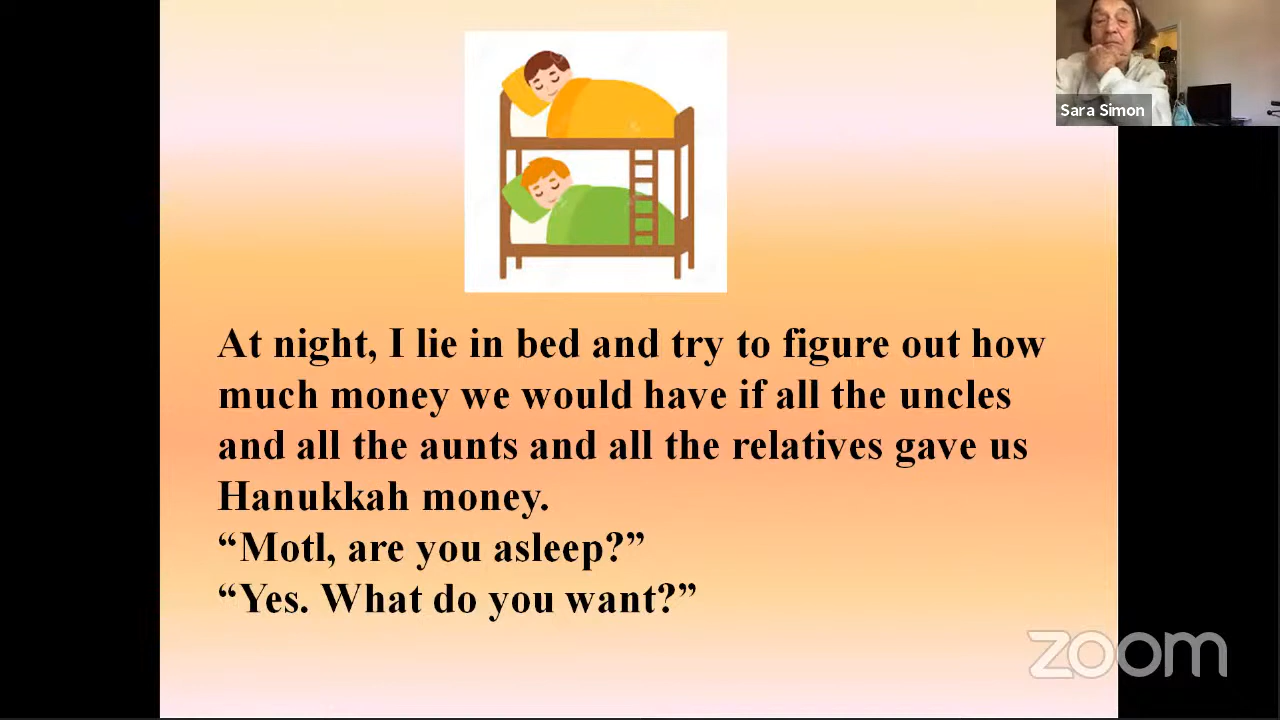 Sara Simon
At night, I lie in bed and try to figure out how
much money we would have if all the uncles
and all the aunts and all the relatives gave us
Hanukkah money.
“Motl, are you asleep?”
“Yes. What do you want?”
zoom